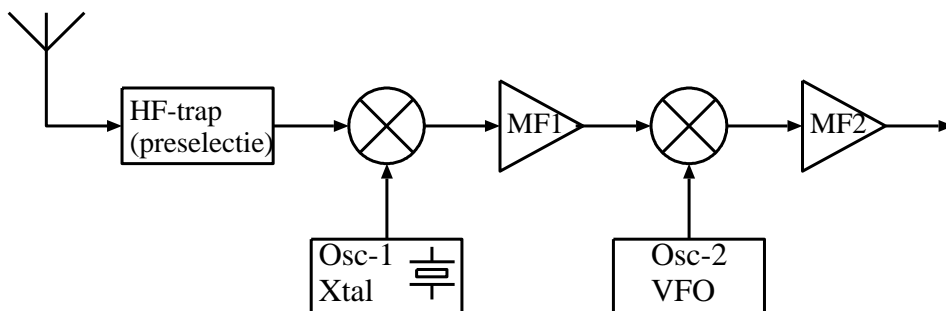 HF-trap
(preselectie)
MF1
MF2
Osc-1
Xtal
Osc-2
VFO